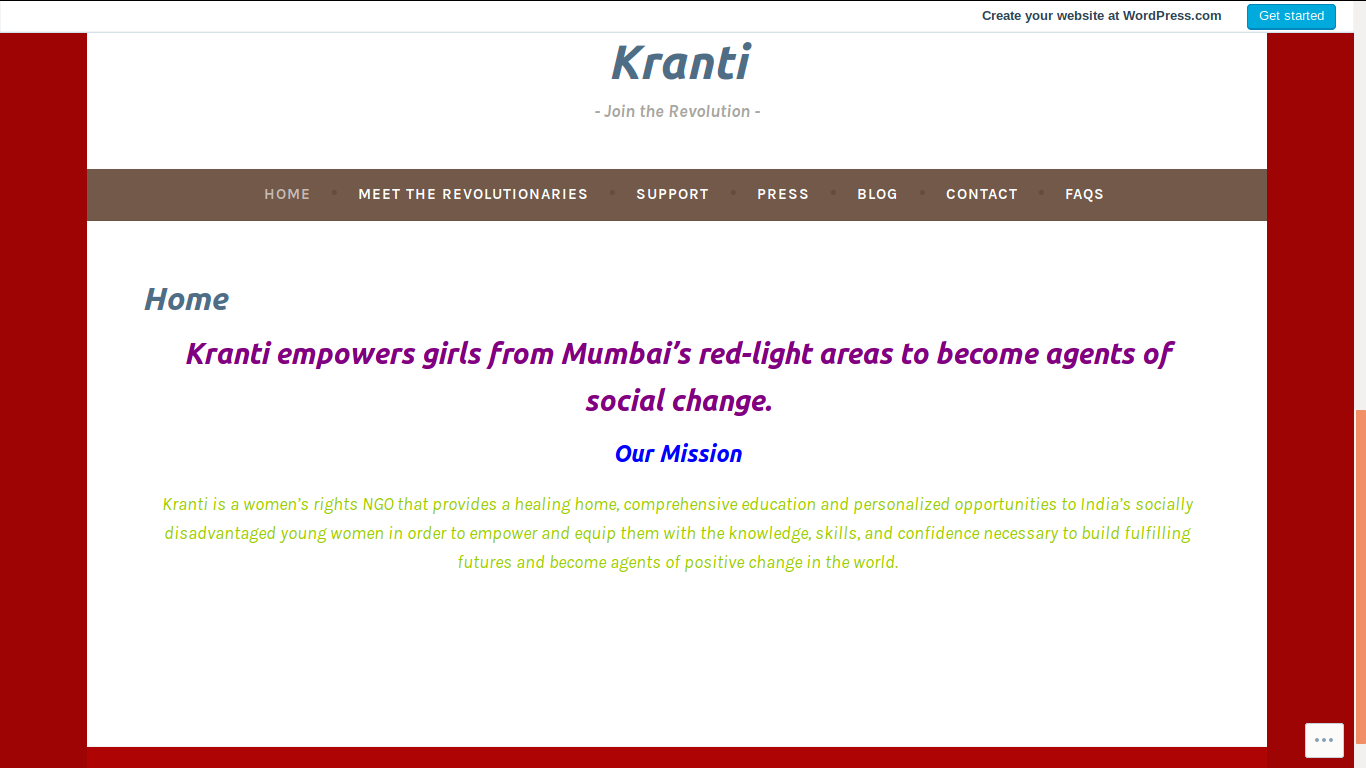 Create your website at WordPress.com Get started
Kranti
- Join the Revolution -
HOME MEET THE REVOLUTIONARIES SUPPORT PRESS BLOG CONTACT FAQS
Home
Kranti empowers girls from Mumbai’s red-light areas to become agents of
social change.
Our Mission
Kranti is a women’s rights NGO that provides a healing home, comprehensive education and personalized opportunities to India’s socially
disadvantaged young women in order to empower and equip them with the knowledge, skills, and confidence necessary to build fulfilling
futures and become agents of positive change in the world.